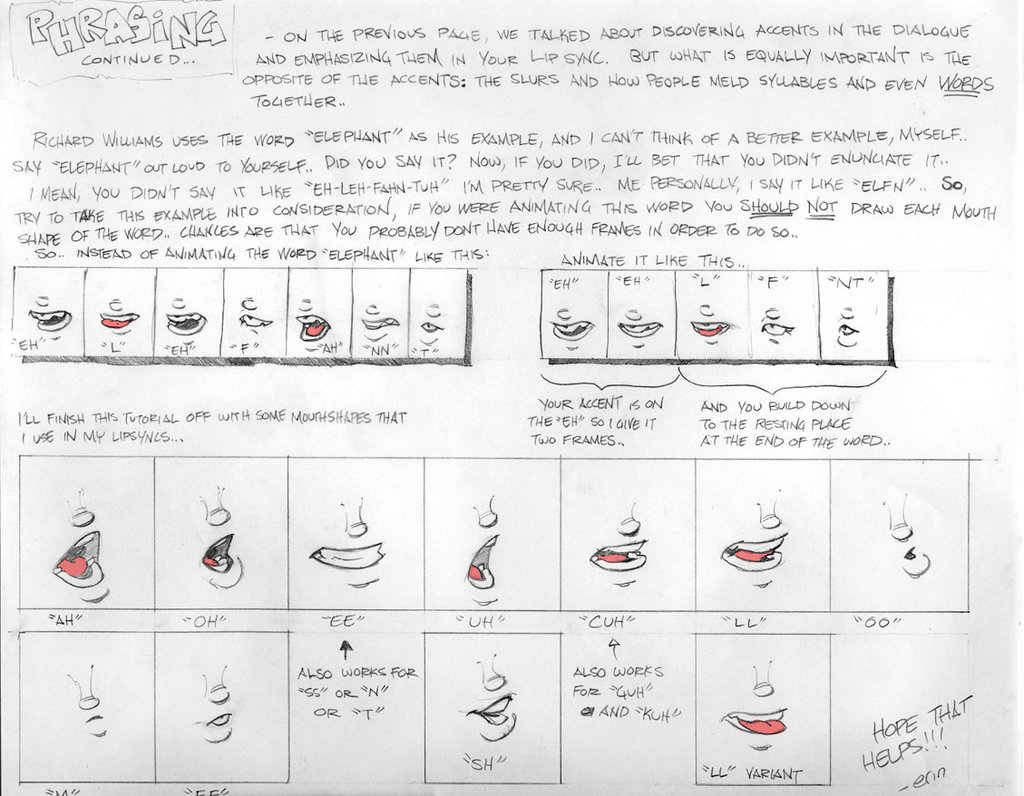 PHRASING
CONTINUED...
- ON THE PREVIOUS PAGE, WE TALKED ABOUT DISCOVERING ACCENTS IN THE DIALOGUE
AND EMPHASIZING THEM IN YOUR LIP SYNC. BUT WHAT IS EQUALLY IMPORTANT IS THE
OPPOSITE OF THE ACCENTS: THE SLURS AND HOW PEOPLE MELD SYLLABLES AND EVEN WORDS
TOGETHER..
RICHARD WILLIAMS USES THE WORD "ELEPHANT" AS HIS EXAMPLE, AND I CAN'T THINK OF A BETTER EXAMPLE, MYSELF..
SAY "ELEPHANT" OUT LOUD TO YOURSELF.. DID YOU SAY IT? NOW, IF YOU DID, I'LL BET THAT YOU DIDN'T ENUNCIATE IT..
I MEAN, YOU DIDN'T SAY IT LIKE "EH-LEH-FAHN-TUH" I'M PRETTY SURE.. ME PERSONALLY, I SAY IT LIKE "ELFN".. SO,
TRY TO TAKE THIS EXAMPLE INTO CONSIDERATION, IF YOU WERE ANIMATING THIS WORD YOU SHOULD NOT DRAW EACH MOUTH
SHAPE OF THE WORD.. CHANCES ARE THAT YOU PROBABLY DONT HAVE ENOUGH FRAMES IN ORDER TO DO SO..
SO.. INSTEAD OF ANIMATING THE WORD "ELEPHANT" LIKE THIS:
"EH" "L" "EH" "F" "AH" "NN" "T"
ANIMATE IT LIKE THIS...
"EH" "EH" "L" "F" "NT"
YOUR ACCENT IS ON
THE "EH" SO I GIVE IT
TWO FRAMES..
AND YOU BUILD DOWN
TO THE RESTING PLACE
AT THE END OF THE WORD..
I'LL FINISH THIS TUTORIAL OFF WITH SOME MOUTHSHAPES THAT
I USE IN MY LIPSYNCS...
"AH" "OH" "EE" "UH" "CUH" "LL" "OO"
ALSO WORKS FOR
"SS" OR "N"
OR "T"
ALSO WORKS
FOR "GUH"
AND "KUH"
"SH"
"LL" VARIANT
"M" "FF"
HOPE THAT
HELPS!!!
-erin